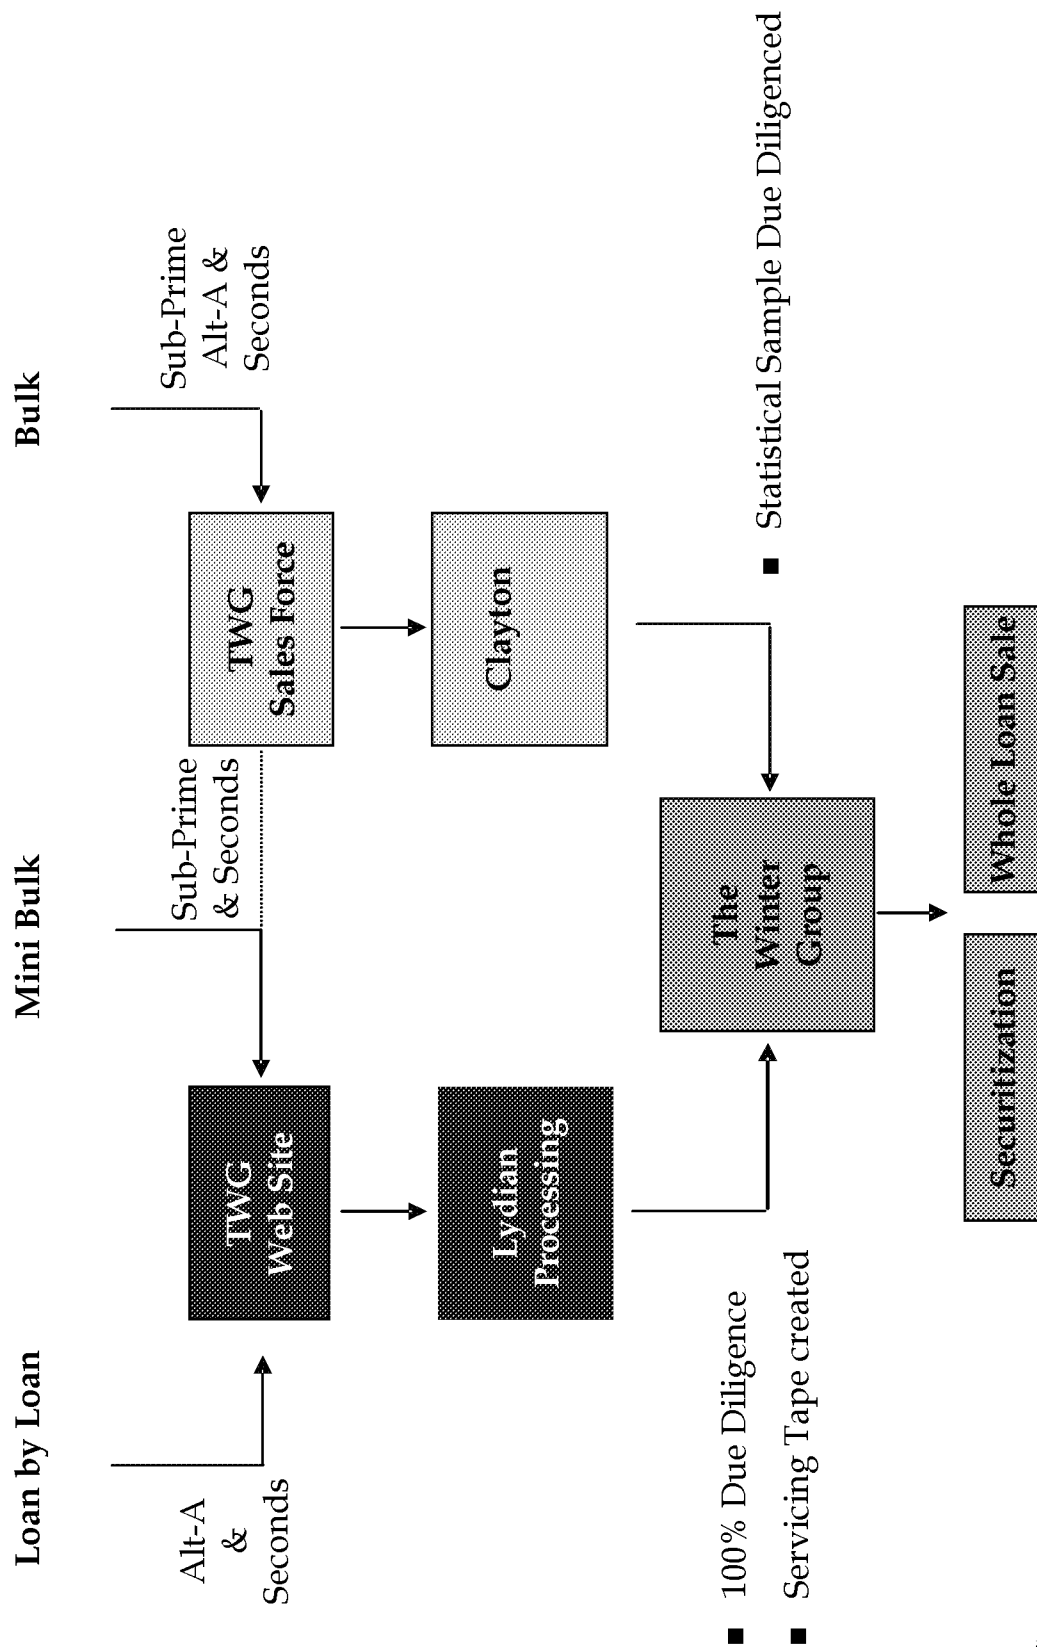 Loan by Loan
Mini Bulk
Bulk
Alt-A
&
Seconds
Sub-Prime
& Seconds
Sub-Prime
Alt-A &
Seconds
TWG
Web Site
TWG
Sales Force
Lydian
Processing
Clayton
The
Winter
Group
■ 100% Due Diligence
■ Servicing Tape created
■ Statistical Sample Due Diligenced
Securitization
Whole Loan Sale